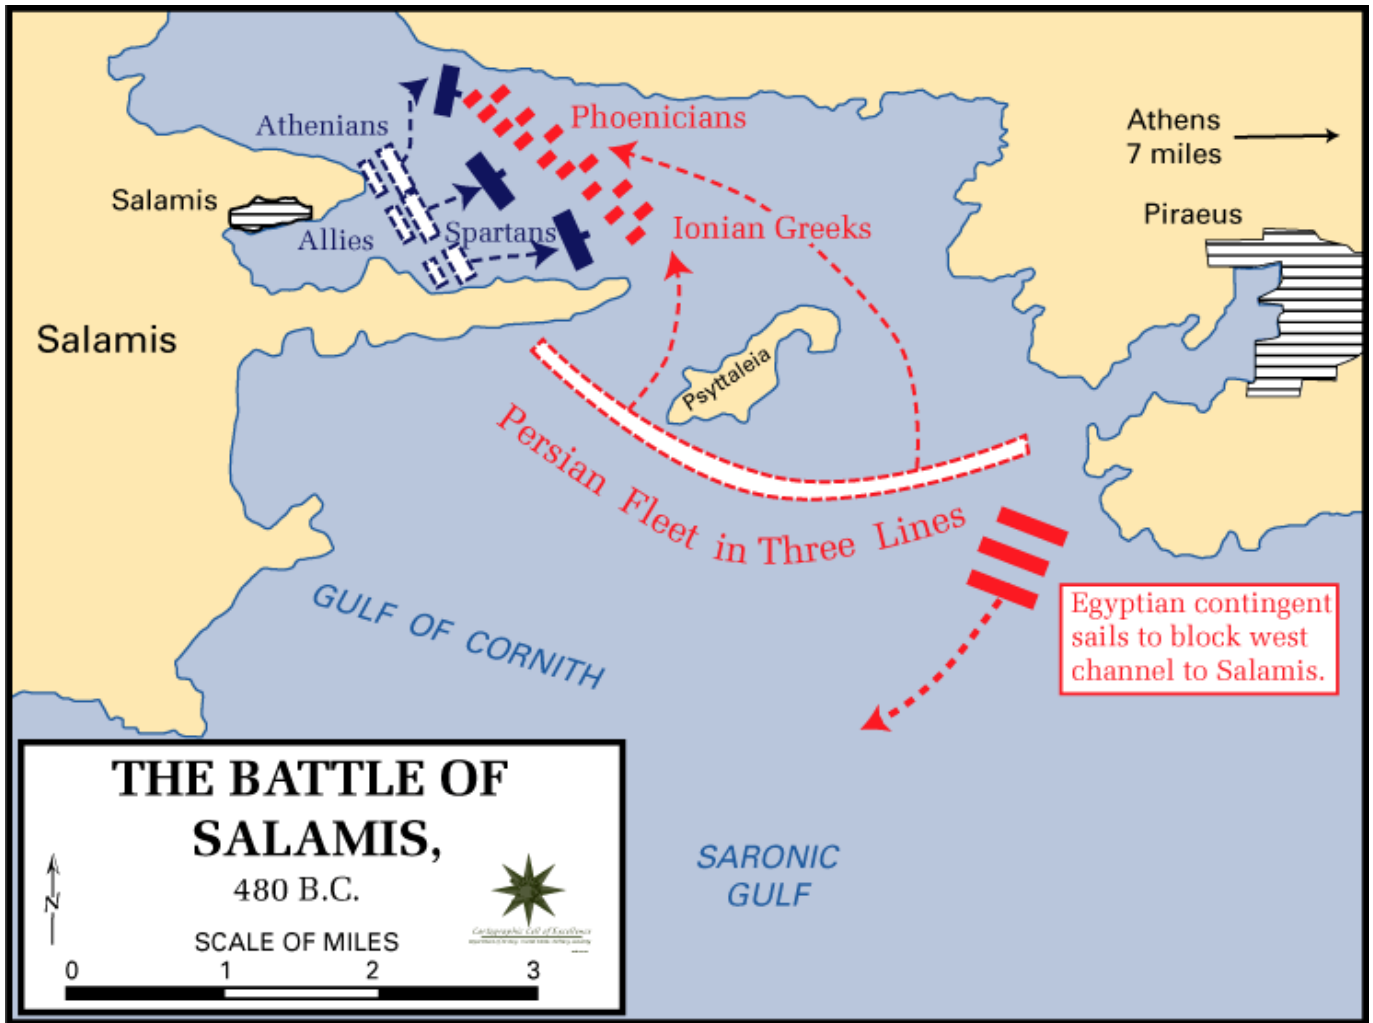 Athenians
Phoenicians
Athens
7 miles
Salamis
Piraeus
Allies
Spartans
Ionian Greeks
Salamis
Psyttaleia
Persian Fleet in Three Lines
Egyptian contingent
sails to block west
channel to Salamis.
GULF OF CORNITH
SARONIC
GULF
THE BATTLE OF
SALAMIS,
480 B.C.
N
Cartographic Cell of Excellence
SCALE OF MILES
0 1 2 3